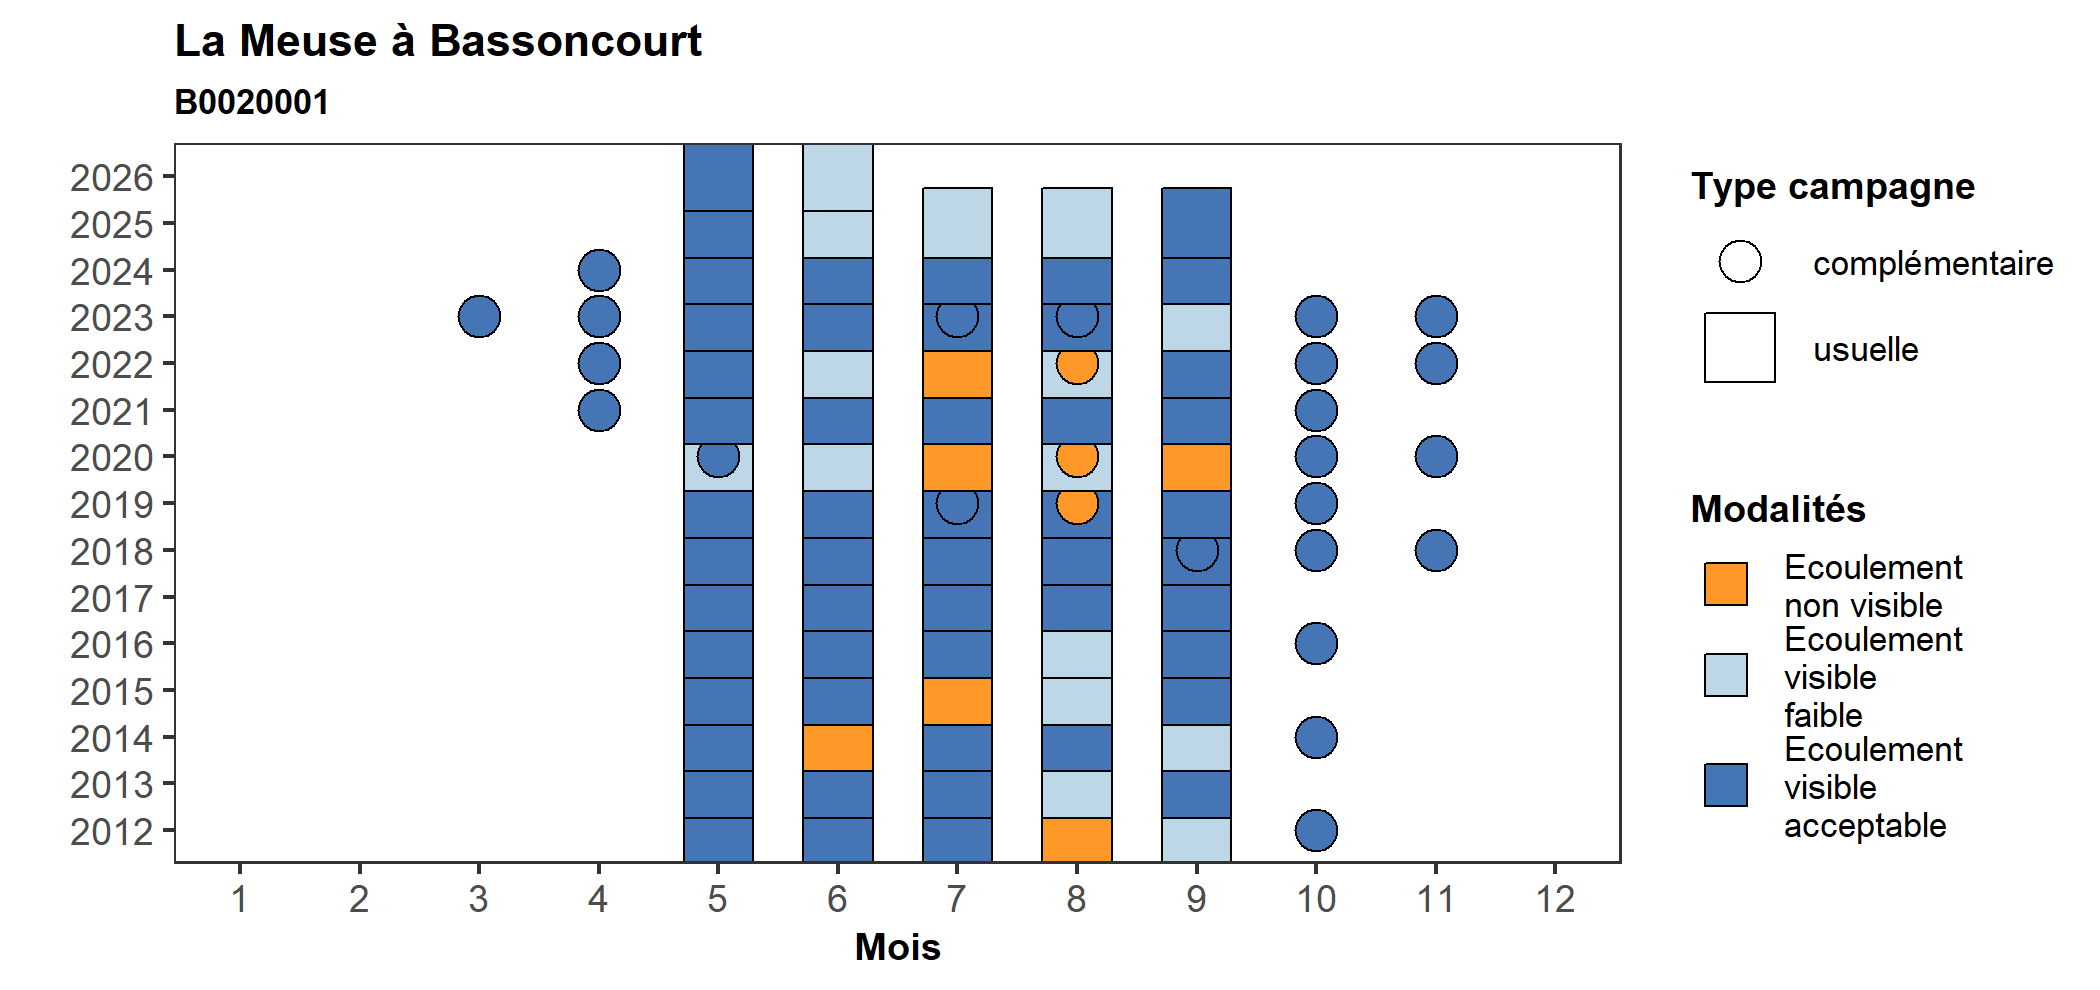 La Meuse à Bassoncourt
B0020001
2026
2025
2024
2023
2022
2021
2020
2019
2018
2017
2016
2015
2014
2013
2012
1 2 3 4 5 6 7 8 9 10 11 12
Mois
Type campagne
complémentaire
usuelle
Modalités
Ecoulement
non visible
Ecoulement
visible
faible
Ecoulement
visible
acceptable